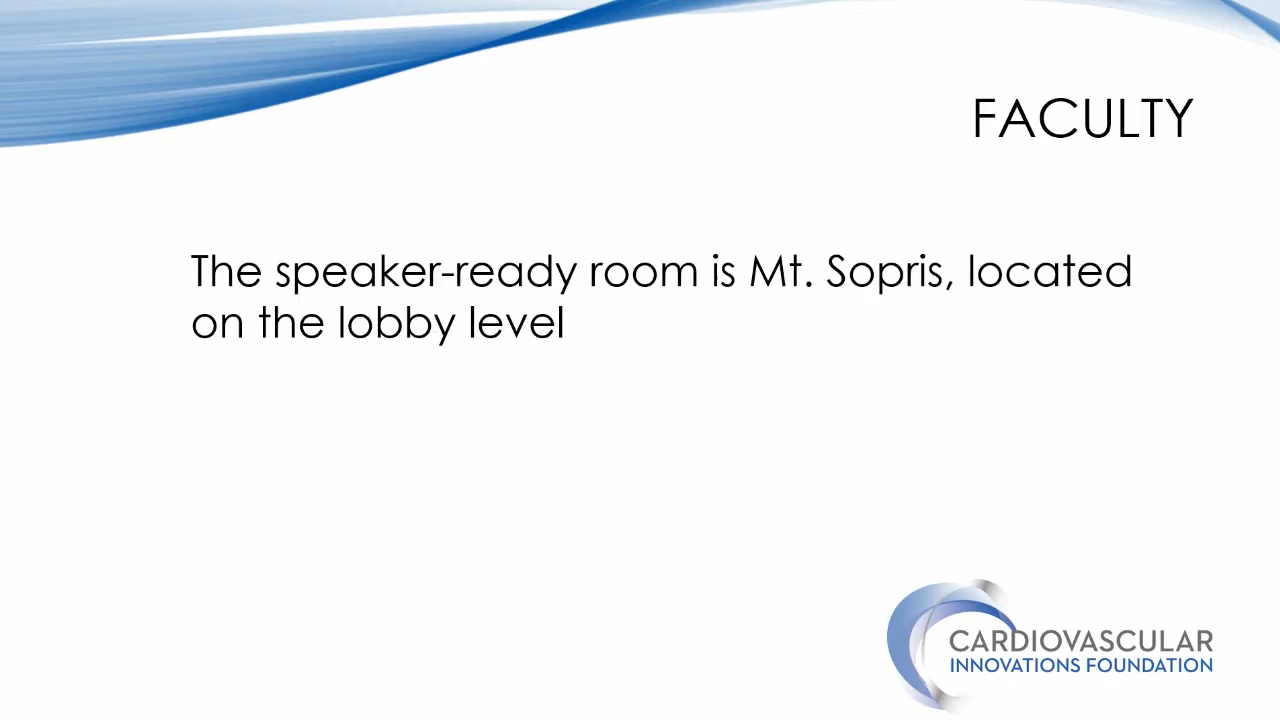 FACULTY
The speaker-ready room is Mt. Sopris, located
on the lobby level
CARDIOVASCULAR
INNOVATIONS FOUNDATION